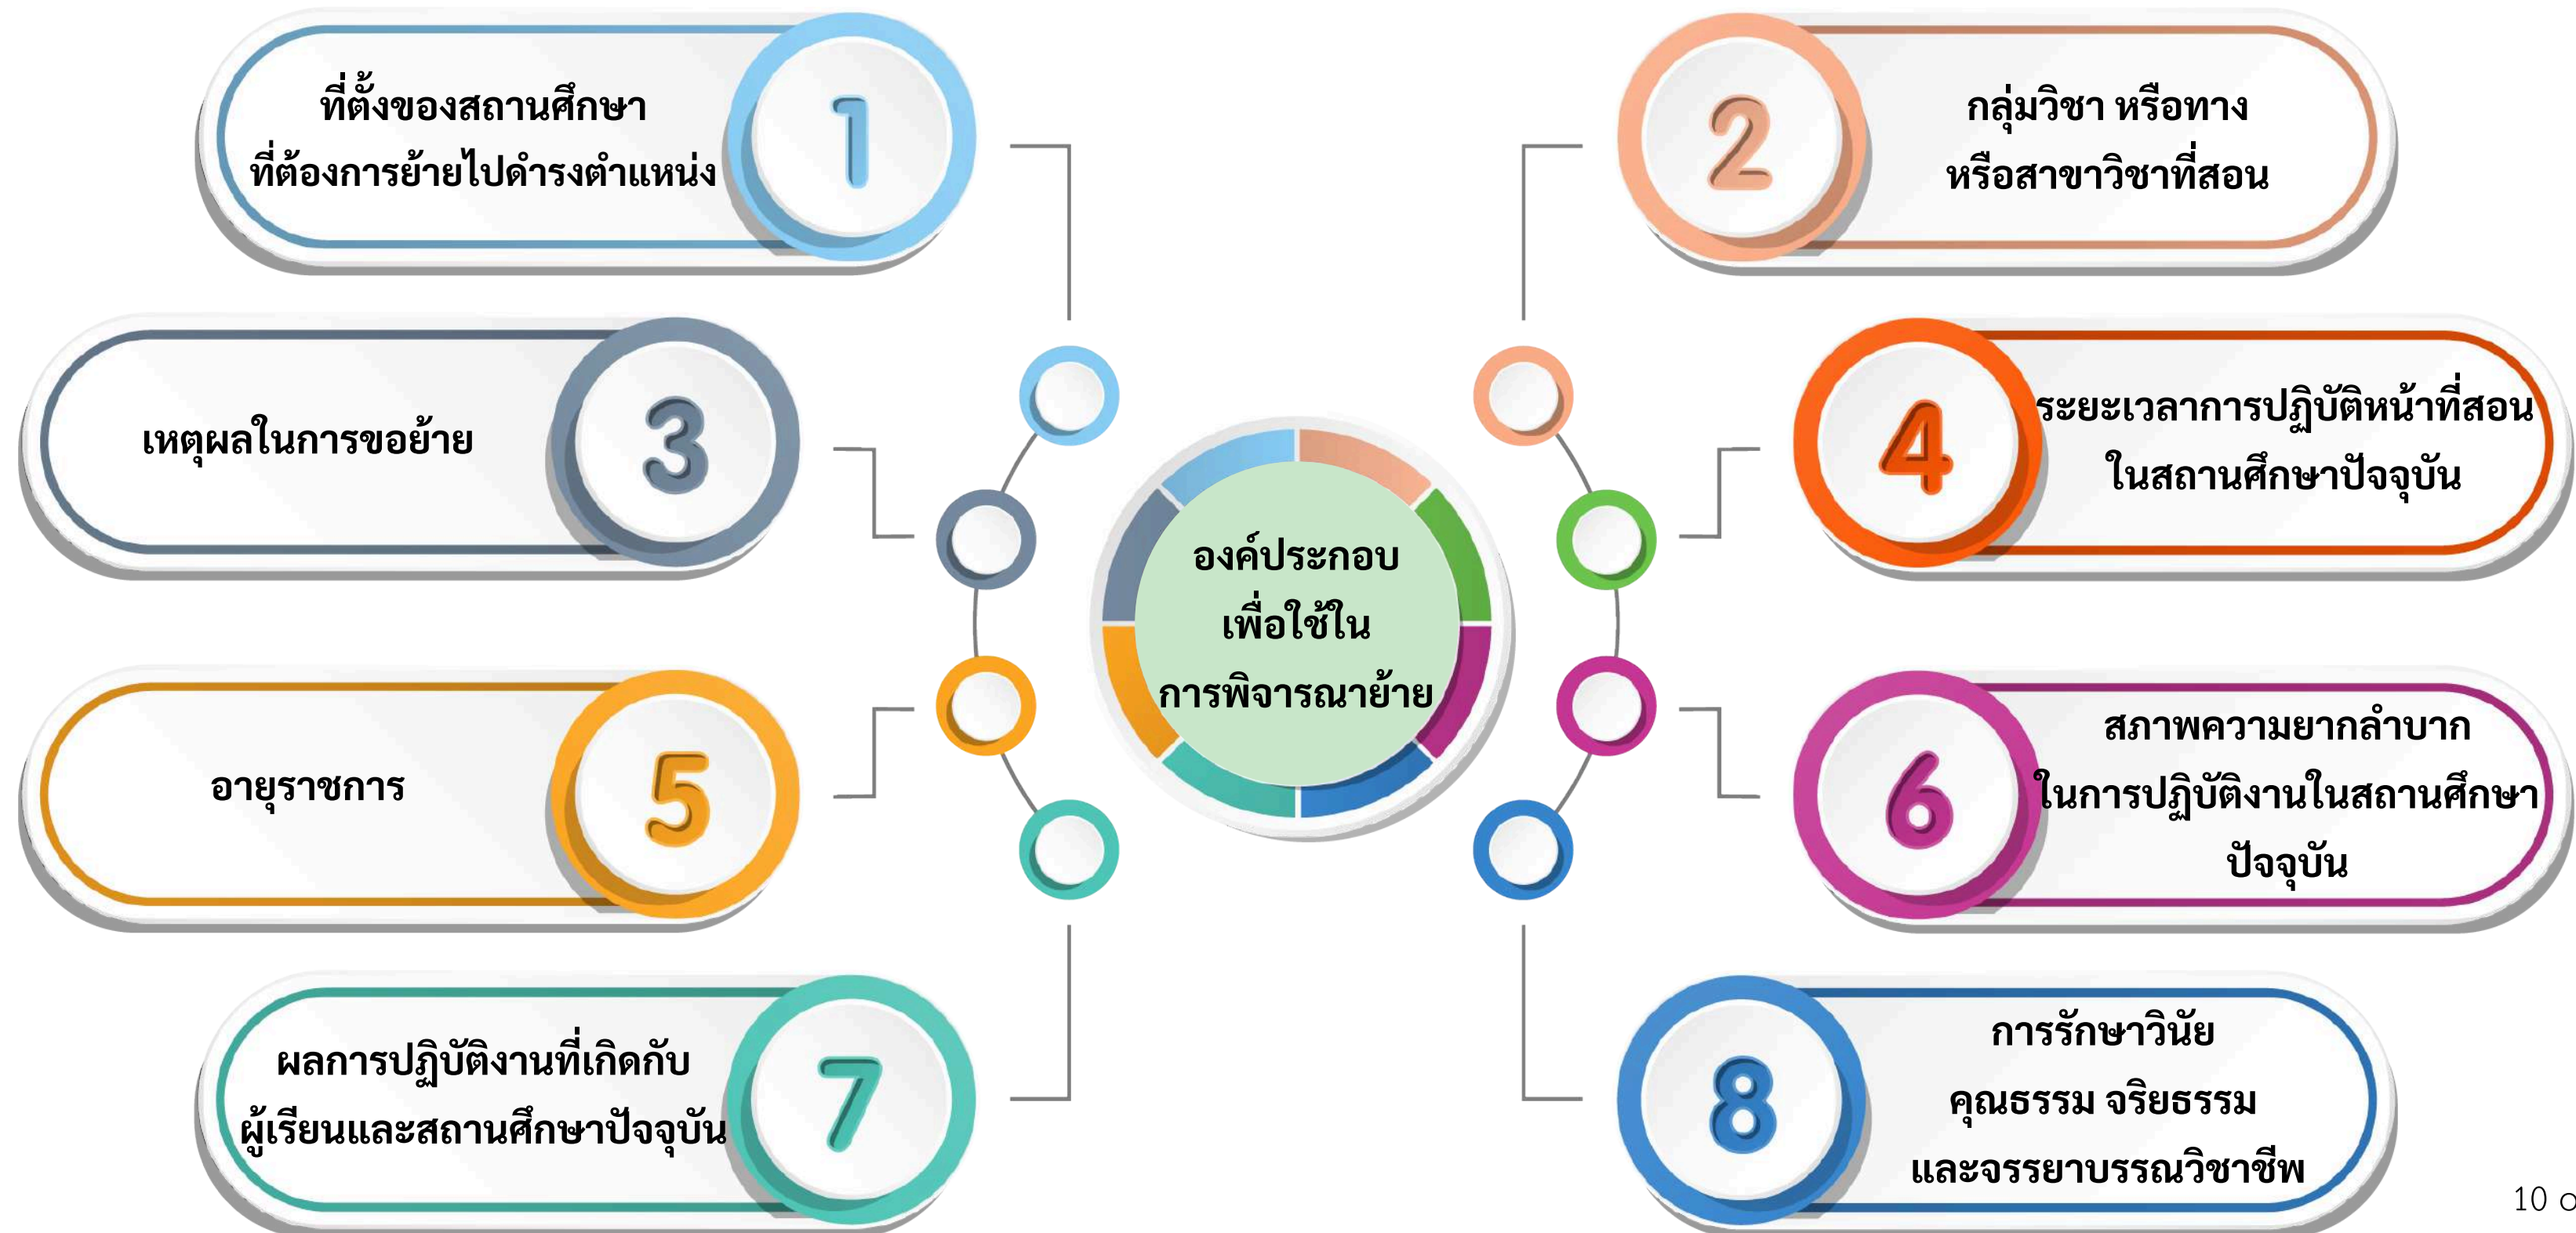 ที่ตั้งของสถานศึกษา
ที่ต้องการย้ายไปดำรงตำแหน่ง
1
2
กลุ่มวิชา หรือทาง
หรือสาขาวิชาที่สอน
เหตุผลในการขอย้าย
3
4
ระยะเวลาการปฏิบัติหน้าที่สอน
ในสถานศึกษาปัจจุบัน
องค์ประกอบ
เพื่อใช้ใน
การพิจารณาย้าย
อายุราชการ
5
6
สภาพความยากลำบาก
ในการปฏิบัติงานในสถานศึกษา
ปัจจุบัน
ผลการปฏิบัติงานที่เกิดกับ
ผู้เรียนและสถานศึกษาปัจจุบัน
7
8
การรักษาวินัย
คุณธรรม จริยธรรม
และจรรยาบรรณวิชาชีพ
10